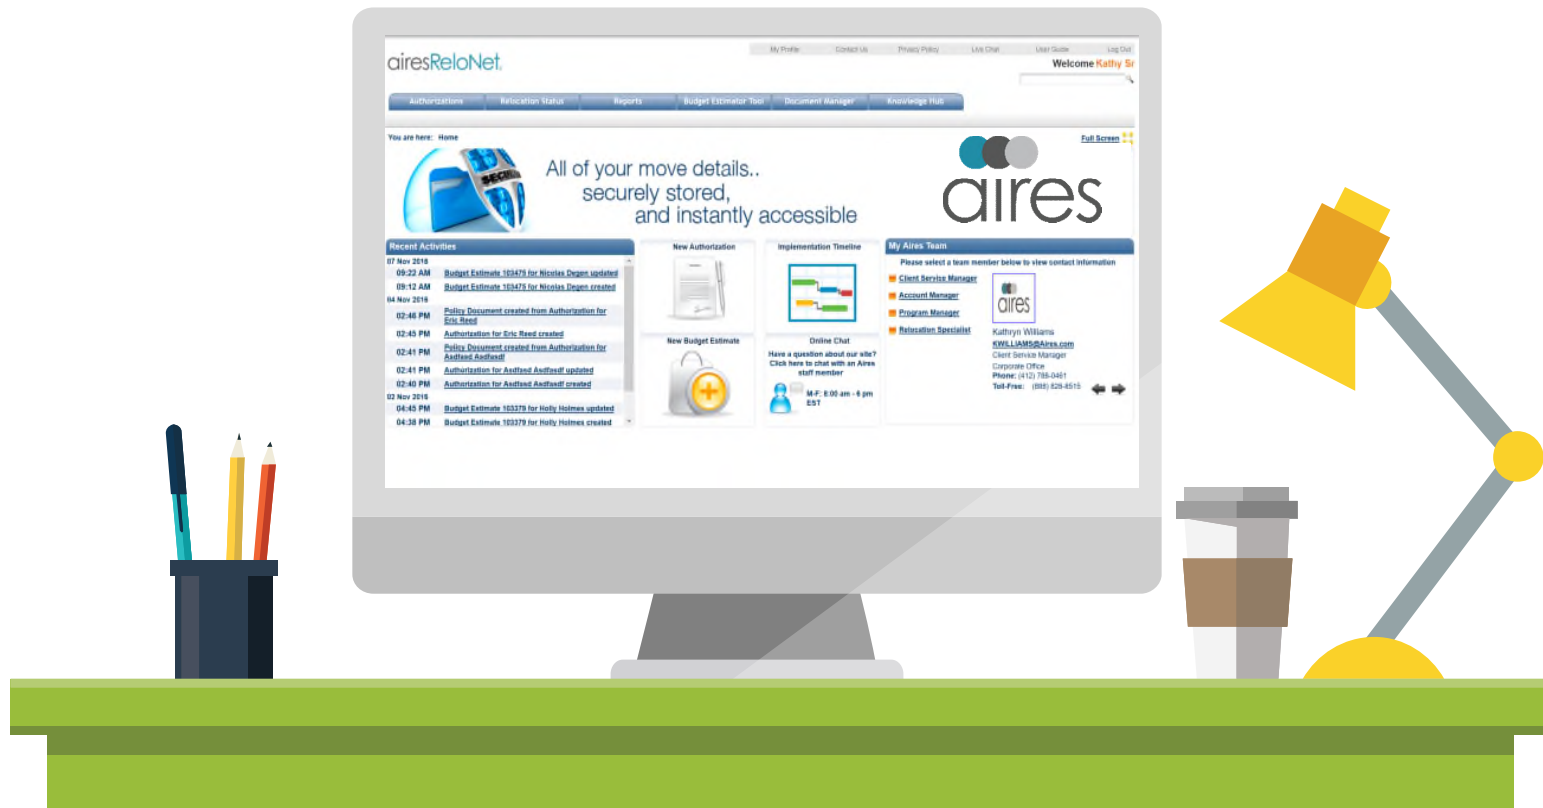 My Profile Contact Us Privacy Policy Live Chat User Guide Log Out
airesReloNet.
Welcome Kathy Sr
Authorizations Relocation Status Reports Budget Estimator Tool Document Manager Knowledge Hub
You are here: Home
Full Screen
SECURITY
All of your move details..
securely stored,
and instantly accessible
aires
Recent Activities
07 Nov 2016
09:22 AM Budget Estimate 103475 for Nicolas Degen updated
09:12 AM Budget Estimate 103475 for Nicolas Degen created
04 Nov 2016
02:46 PM Policy Document created from Authorization for
Eric Reed
02:45 PM Authorization for Eric Reed created
02:41 PM Policy Document created from Authorization for
Asdfasd Asdfasdf
02:41 PM Authorization for Asdfasd Asdfasdf updated
02:40 PM Authorization for Asdfasd Asdfasdf created
02 Nov 2016
04:45 PM Budget Estimate 103379 for Holly Holmes updated
04:38 PM Budget Estimate 103379 for Holly Holmes created
New Authorization
New Budget Estimate
Implementation Timeline
Online Chat
Have a question about our site?
Click here to chat with an Aires
staff member
M-F: 8:00 am - 6 pm
EST
My Aires Team
Please select a team member below to view contact information
Client Service Manager
Account Manager
Program Manager
Relocation Specialist
aires
Kathryn Williams
KWILLIAMS@Aires.com
Client Service Manager
Corporate Office
Phone: (412)
Toll-Free: